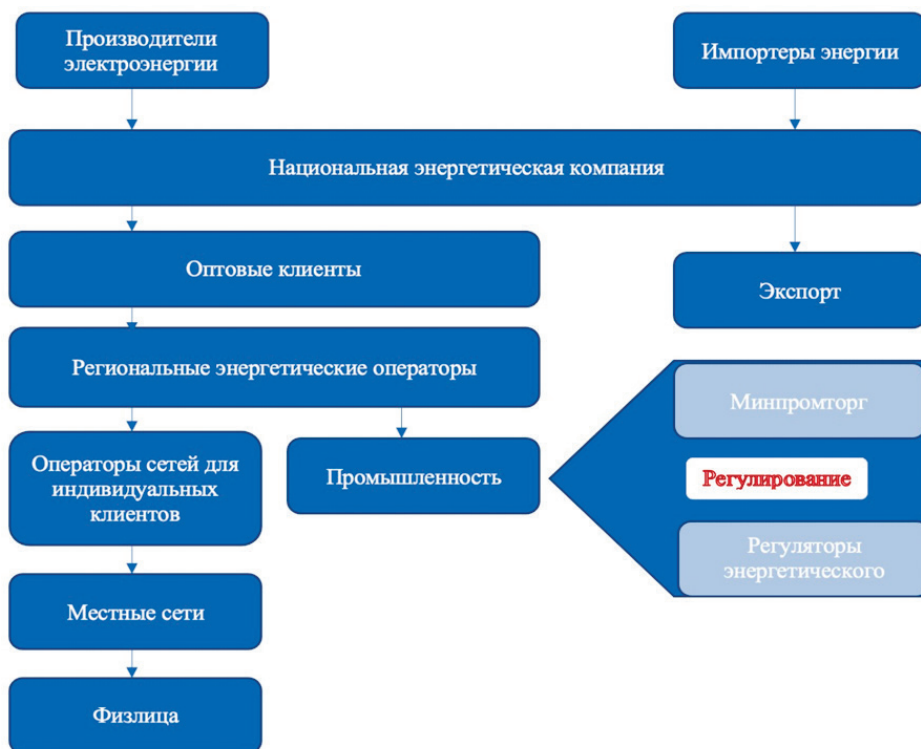 Производители
электроэнергии
Импортеры энергии
Национальная энергетическая компания
Оптовые клиенты
Экспорт
Региональные энергетические операторы
Минпромторг
Операторы сетей для
индивидуальных
клиентов
Промышленность
Регулирование
Регуляторы
энергетического
Местные сети
Физлица